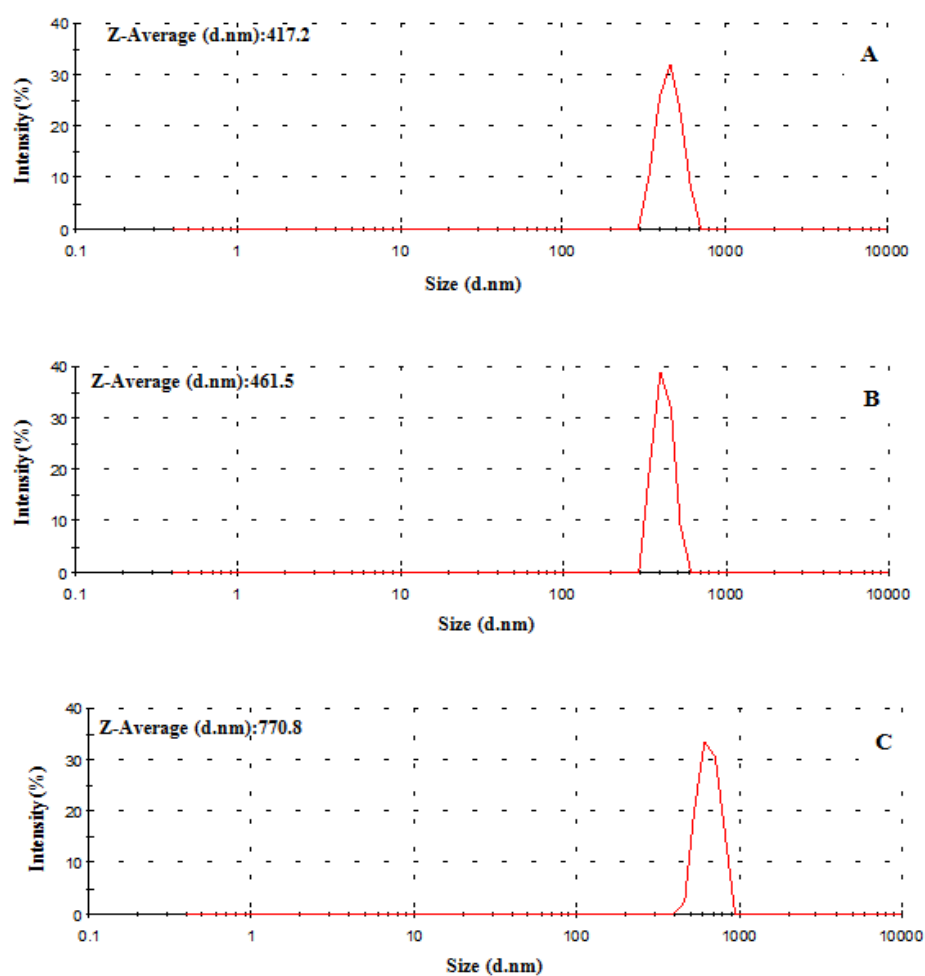 Z-Average (d.nm):417.2
A
Intensity (%)
40
30
20
10
0
0.1 1 10 100 1000 10000
Size (d.nm)
Z-Average (d.nm):461.5
B
Intensity (%)
40
30
20
10
0
0.1 1 10 100 1000 10000
Size (d.nm)
Z-Average (d.nm):770.8
C
Intensity (%)
40
30
20
10
0
0.1 1 10 100 1000 10000
Size (d.nm)